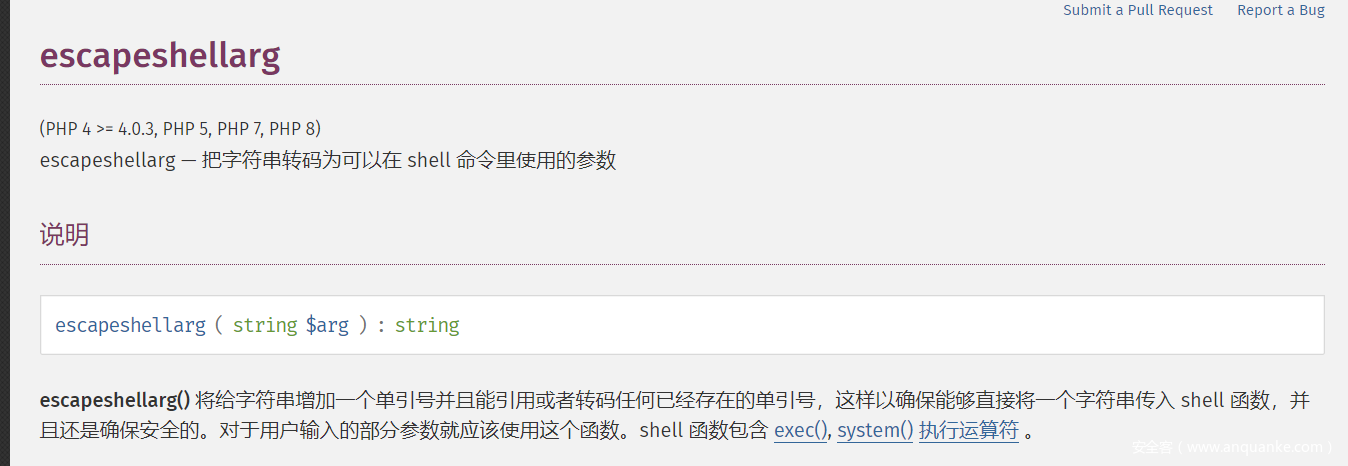 Submit a Pull Request Report a Bug
escapeshellarg
(PHP 4 >= 4.0.3, PHP 5, PHP 7, PHP 8)
escapeshellarg — 把字符串转码为可以在 shell 命令里使用的参数
说明
escapeshellarg ( string $arg ) : string
escapeshellarg() 将给字符串增加一个单引号并且能引用或者转码任何已经存在的单引号，这样以确保能够直接将一个字符串传入 shell 函数，并
且还是确保安全的。对于用户输入的部分参数就应该使用这个函数。shell 函数包含 exec(), system() 执行运算符 。
安全客 ( www.anquanke.com )